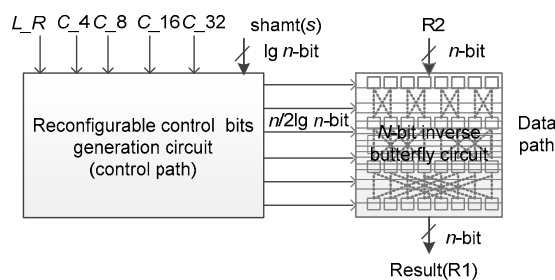 L_R C_4 C_8 C_16 C_32 shamt(s)
lg n-bit
R2
n-bit
Reconfigurable control bits
generation circuit
(control path)
n/2lg n-bit
N-bit inverse
butterfly circuit
Data
path
n-bit
Result(R1)